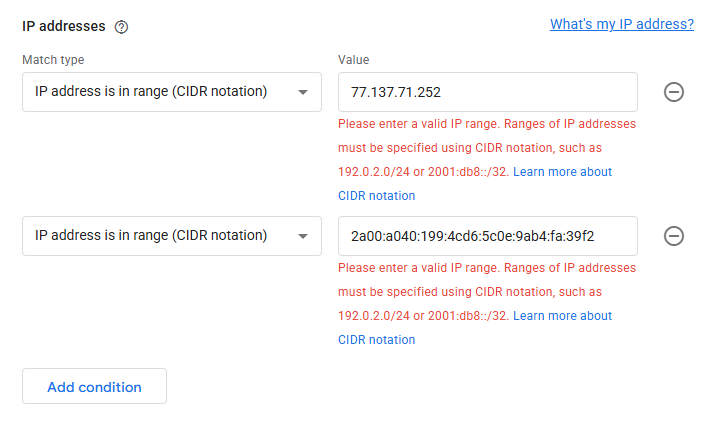 IP addresses
What's my IP address?
Match type
Value
IP address is in range (CIDR notation)
77.137.71.252
Please enter a valid IP range. Ranges of IP addresses
must be specified using CIDR notation, such as
192.0.2.0/24 or 2001:db8::/32. Learn more about
CIDR notation
IP address is in range (CIDR notation)
2a00:a040:199:4cd6:5c0e:9ab4:fa:39f2
Please enter a valid IP range. Ranges of IP addresses
must be specified using CIDR notation, such as
192.0.2.0/24 or 2001:db8::/32. Learn more about
CIDR notation
Add condition